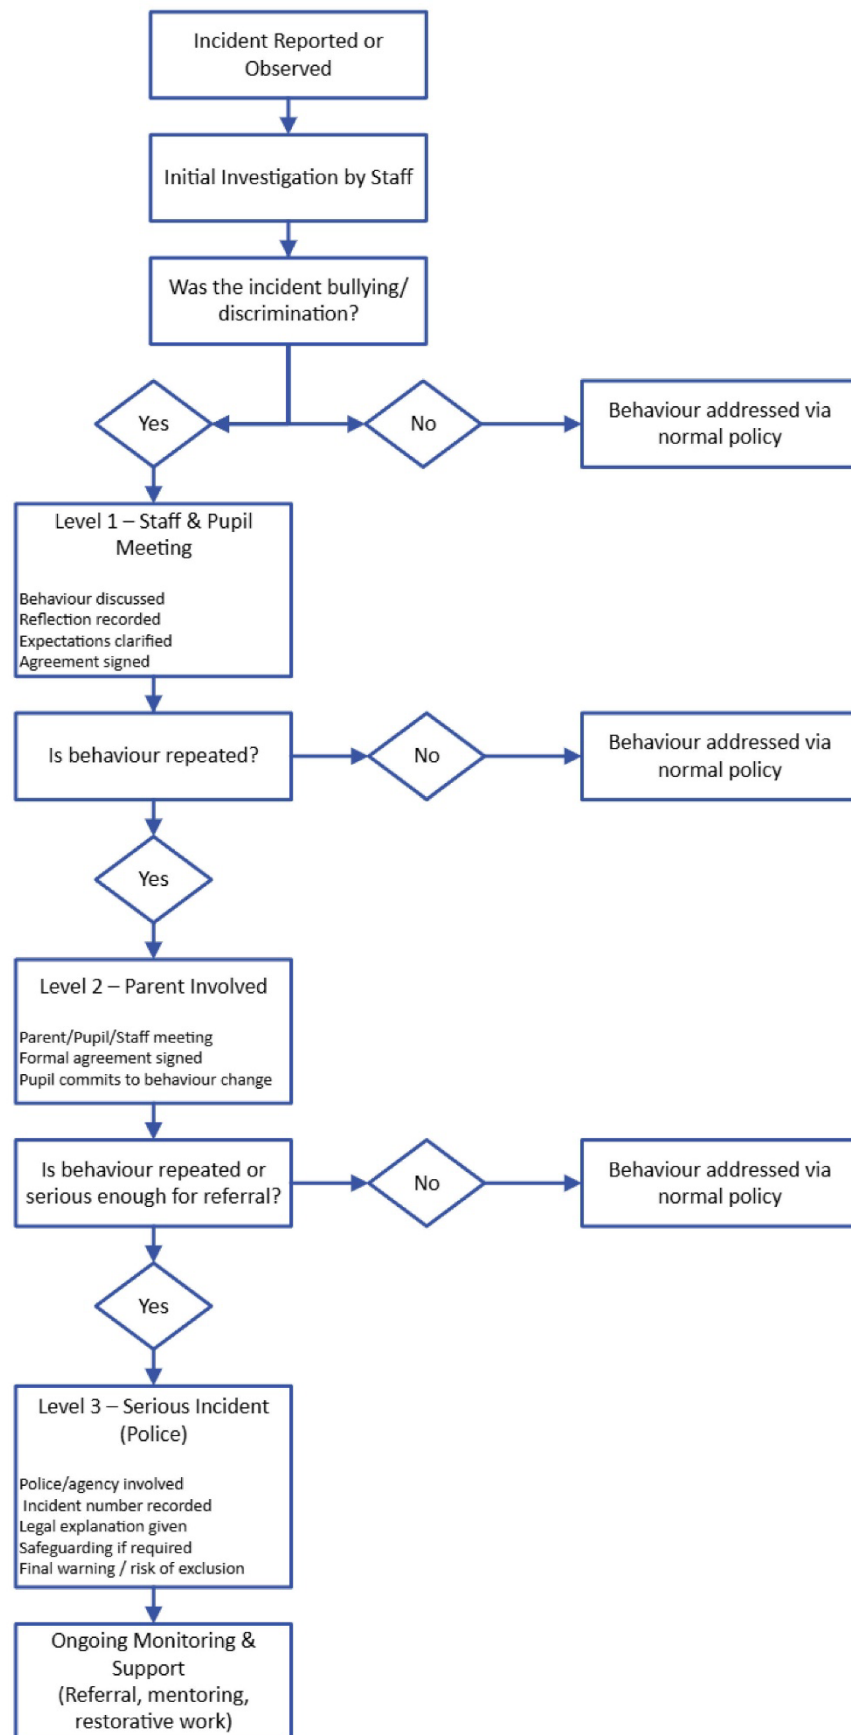 Incident Reported or
Observed
Initial Investigation by Staff
Was the incident bullying/
discrimination?
Yes
No
Behaviour addressed via
normal policy
Level 1 – Staff & Pupil
Meeting
Behaviour discussed
Reflection recorded
Expectations clarified
Agreement signed
Is behaviour repeated?
No
Behaviour addressed via
normal policy
Yes
Level 2 – Parent Involved
Parent/Pupil/Staff meeting
Formal agreement signed
Pupil commits to behaviour change
Is behaviour repeated or
serious enough for referral?
No
Behaviour addressed via
normal policy
Yes
Level 3 – Serious Incident
(Police)
Police/agency involved
Incident number recorded
Legal explanation given
Safeguarding if required
Final warning / risk of exclusion
Ongoing Monitoring &
Support
(Referral, mentoring,
restorative work)